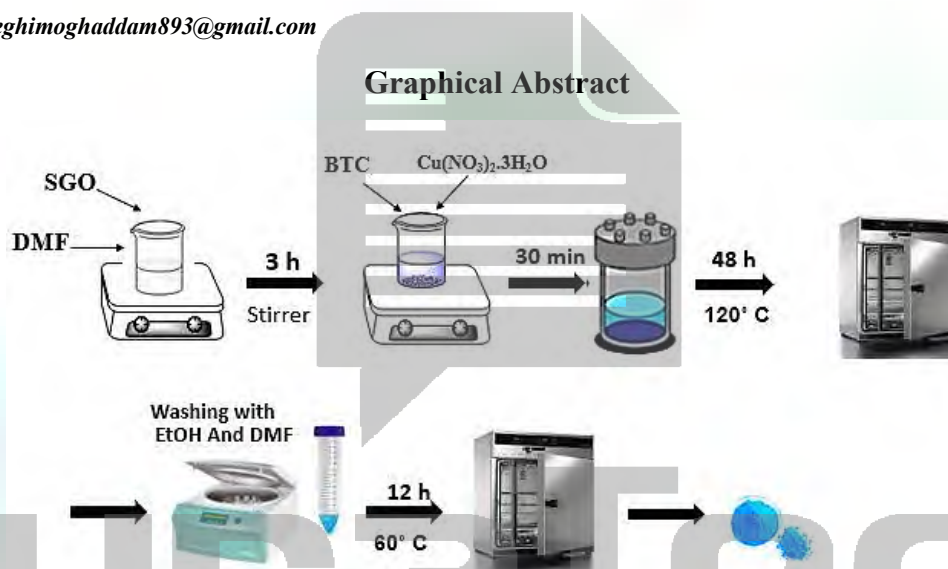 eghimoghaddam893@gmail.com
Graphical Abstract
BTC
Cu(NO₃)₂.3H₂O
SGO
DMF
3 h
Stirrer
30 min
48 h
120° C
Washing with
EtOH And DMF
12 h
60° C